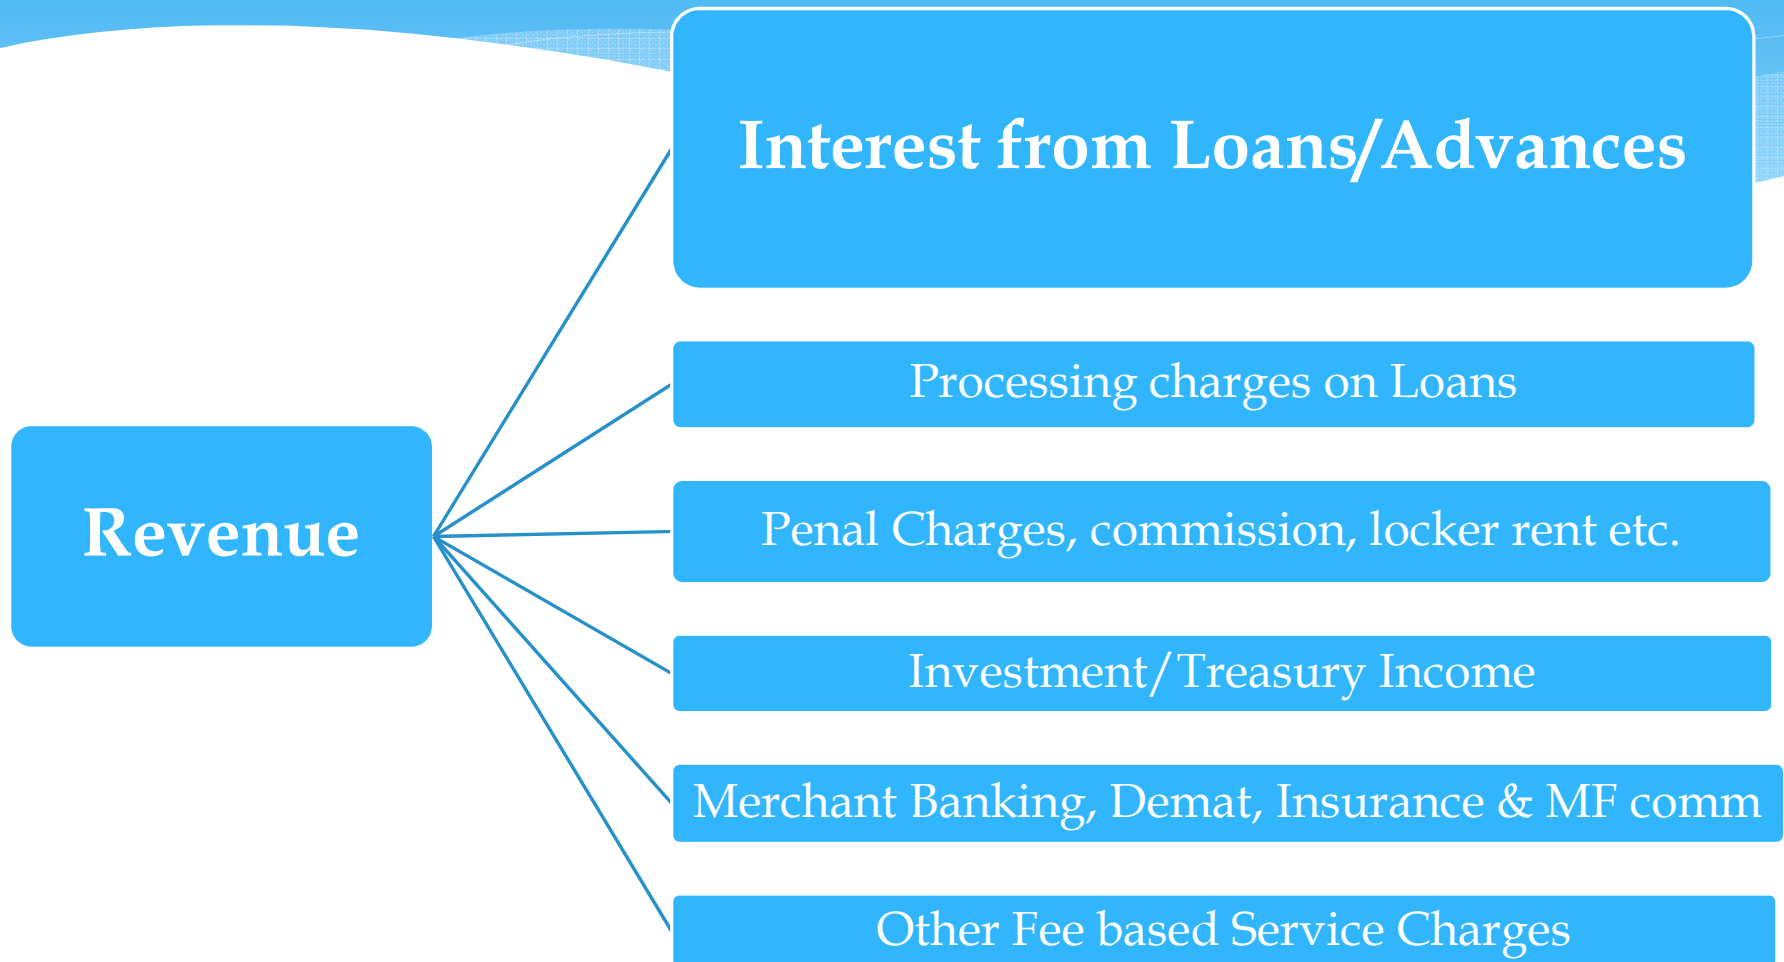 Interest from Loans/Advances
Processing charges on Loans
Revenue
Penal Charges, commission, locker rent etc.
Investment/Treasury Income
Merchant Banking, Demat, Insurance & MF comm
Other Fee based Service Charges